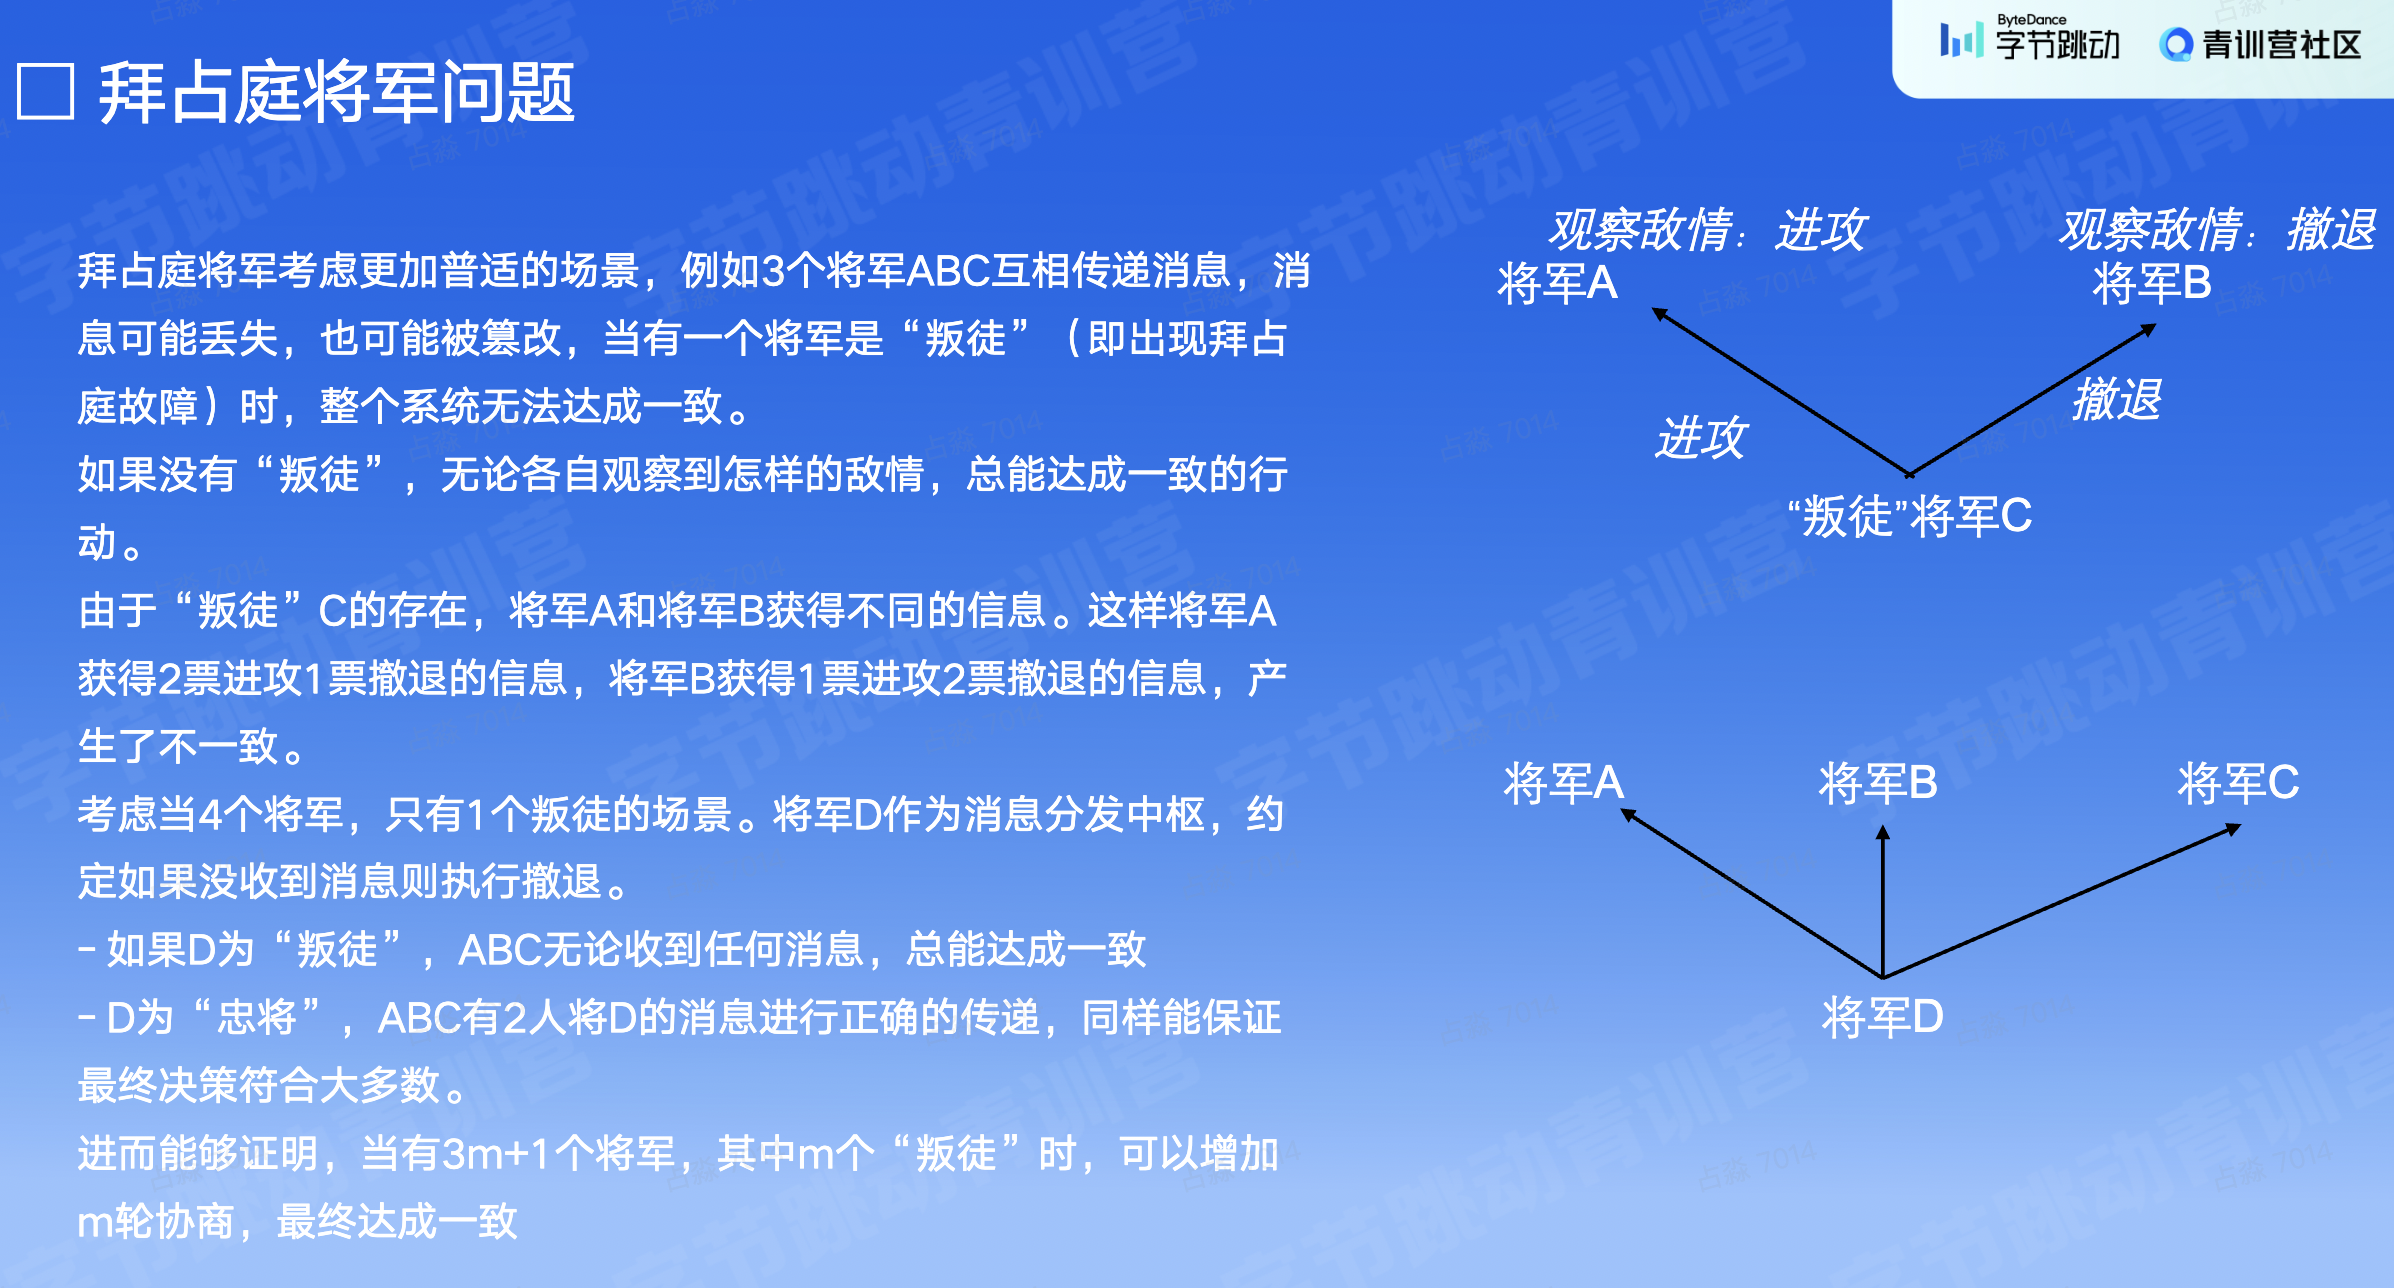 ByteDance
字节跳动
青训营社区
拜占庭将军问题
拜占庭将军考虑更加普适的场景，例如3个将军ABC互相传递消息，消
息可能丢失，也可能被篡改，当有一个将军是“叛徒”（即出现拜占
庭故障）时，整个系统无法达成一致。
如果没有“叛徒”，无论各自观察到怎样的敌情，总能达成一致的行
动。
由于“叛徒”C的存在，将军A和将军B获得不同的信息。这样将军A
获得2票进攻1票撤退的信息，将军B获得1票进攻2票撤退的信息，产
生了不一致。
考虑当4个将军，只有1个叛徒的场景。将军D作为消息分发中枢，约
定如果没收到消息则执行撤退。
- 如果D为“叛徒”，ABC无论收到任何消息，总能达成一致
- D为“忠将”，ABC有2人将D的消息进行正确的传递，同样能保证
最终决策符合大多数。
进而能够证明，当有3m+1个将军，其中m个“叛徒”时，可以增加
m轮协商，最终达成一致
观察敌情：进攻
将军A
观察敌情：撤退
将军B
进攻
撤退
“叛徒”将军C
将军A
将军B
将军C
将军D
字节跳动青训营
占淼 7014